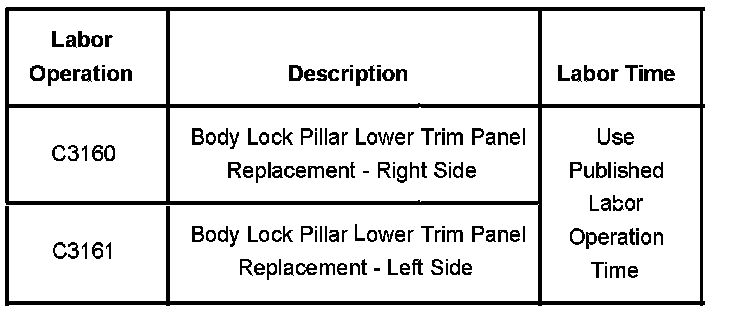 Labor
Operation
Description
Labor Time
C3160
Body Lock Pillar Lower Trim Panel
Replacement - Right Side
C3161
Body Lock Pillar Lower Trim Panel
Replacement - Left Side
Use
Published
Labor
Operation
Time